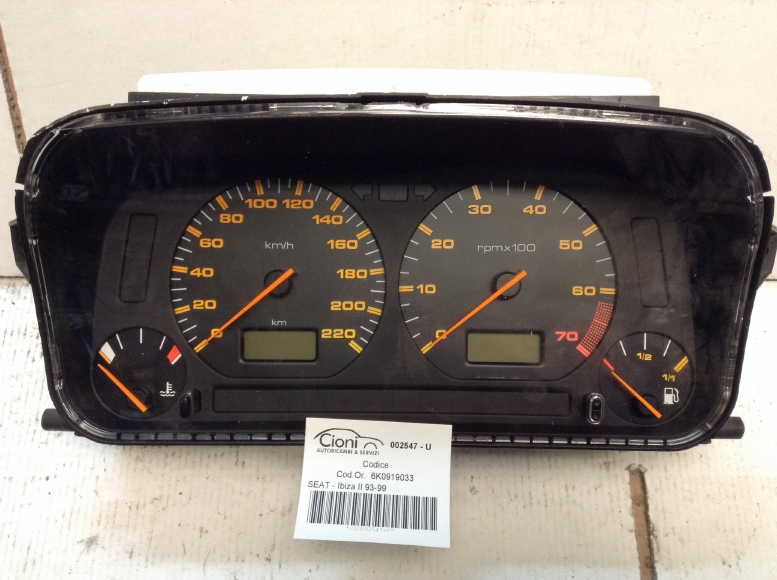 0 20 40 60 80 100 120 140 160 180 200 220
km/h
km
0 10 20 30 40 50 60 70
rpmx100
1/2
1/1
Cioni
AUTORICAMBI & SERVIZI
002547 - U
Codice
Cod.Or. 6K0919033
SEAT - Ibiza II 93-99